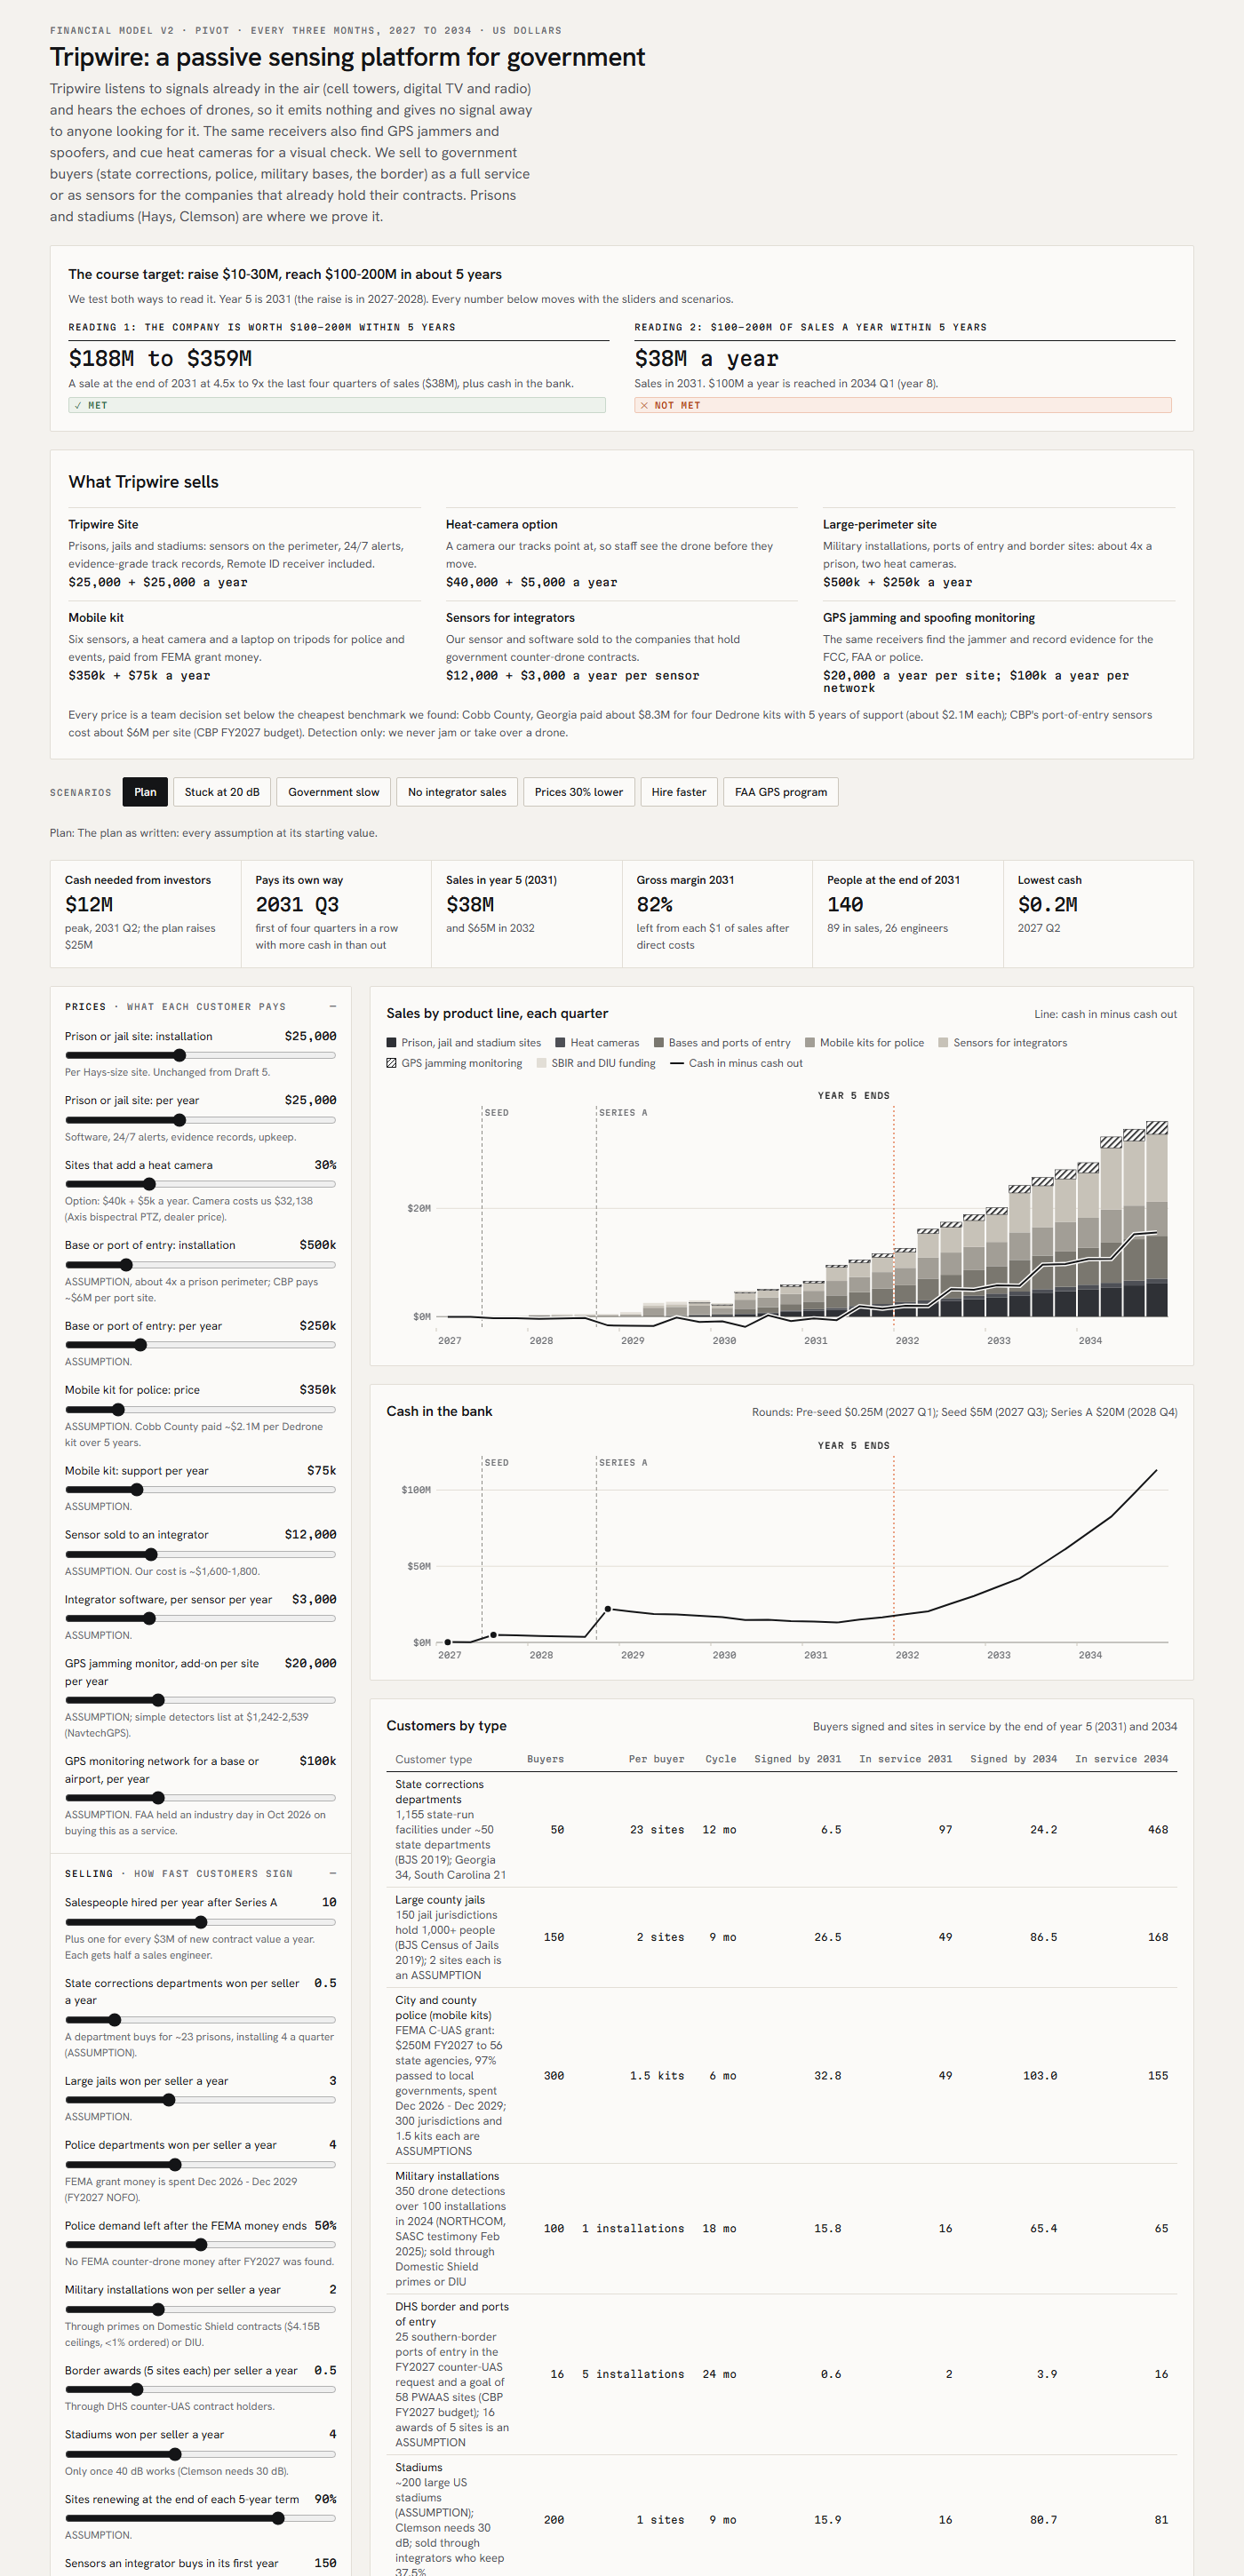 FINANCIAL MODEL V2 · PIVOT · EVERY THREE MONTHS, 2027 TO 2034 · US DOLLARS
Tripwire: a passive sensing platform for government
Tripwire listens to signals already in the air (cell towers, digital TV and radio)
and hears the echoes of drones, so it emits nothing and gives no signal away
to anyone looking for it. The same receivers also find GPS jammers and
spoofers, and cue heat cameras for a visual check. We sell to government
buyers (state corrections, police, military bases, the border) as a full service
or as sensors for the companies that already hold their contracts. Prisons
and stadiums (Hays, Clemson) are where we prove it.
The course target: raise $10-30M, reach $100-200M in about 5 years
We test both ways to read it. Year 5 is 2031 (the raise is in 2027-2028). Every number below moves with the sliders and scenarios.
READING 1: THE COMPANY IS WORTH $100-200M WITHIN 5 YEARS
$188M to $359M
A sale at the end of 2031 at 4.5x to 9x the last four quarters of sales ($38M), plus cash in the bank.
✓ MET
READING 2: $100-200M OF SALES A YEAR WITHIN 5 YEARS
$38M a year
Sales in 2031. $100M a year is reached in 2034 Q1 (year 8).
✕ NOT MET
What Tripwire sells
Tripwire Site
Prisons, jails and stadiums: sensors on the perimeter, 24/7 alerts,
evidence-grade track records, Remote ID receiver included.
$25,000 + $25,000 a year
Heat-camera option
A camera our tracks point at, so staff see the drone before they
move.
$40,000 + $5,000 a year
Large-perimeter site
Military installations, ports of entry and border sites: about 4x a
prison, two heat cameras.
$500k + $250k a year
Mobile kit
Six sensors, a heat camera and a laptop on tripods for police and
events, paid from FEMA grant money.
$350k + $75k a year
Sensors for integrators
Our sensor and software sold to the companies that hold
government counter-drone contracts.
$12,000 + $3,000 a year per sensor
GPS jamming and spoofing monitoring
The same receivers find the jammer and record evidence for the
FCC, FAA or police.
$20,000 a year per site; $100k a year per
network
Every price is a team decision set below the cheapest benchmark we found: Cobb County, Georgia paid about $8.3M for four Dedrone kits with 5 years of support (about $2.1M each); CBP's port-of-entry sensors
cost about $6M per site (CBP FY2027 budget). Detection only: we never jam or take over a drone.
SCENARIOS
Plan
Stuck at 20 dB
Government slow
No integrator sales
Prices 30% lower
Hire faster
FAA GPS program
Plan: The plan as written: every assumption at its starting value.
Cash needed from investors
$12M
peak, 2031 Q2; the plan raises
$25M
Pays its own way
2031 Q3
first of four quarters in a row
with more cash in than out
Sales in year 5 (2031)
$38M
and $65M in 2032
Gross margin 2031
82%
left from each $1 of sales after
direct costs
People at the end of 2031
140
89 in sales, 26 engineers
Lowest cash
$0.2M
2027 Q2
PRICES · WHAT EACH CUSTOMER PAYS −
Prison or jail site: installation $25,000
Per Hays-size site. Unchanged from Draft 5.
Prison or jail site: per year $25,000
Software, 24/7 alerts, evidence records, upkeep.
Sites that add a heat camera 30%
Option: $40k + $5k a year. Camera costs us $32,138
(Axis bispectral PTZ, dealer price).
Base or port of entry: installation $500k
ASSUMPTION, about 4x a prison perimeter; CBP pays
~$6M per port site.
Base or port of entry: per year $250k
ASSUMPTION.
Mobile kit for police: price $350k
ASSUMPTION. Cobb County paid ~$2.1M per Dedrone
kit over 5 years.
Mobile kit: support per year $75k
ASSUMPTION.
Sensor sold to an integrator $12,000
ASSUMPTION. Our cost is ~$1,600-1,800.
Integrator software, per sensor per year $3,000
ASSUMPTION.
GPS jamming monitor, add-on per site $20,000
per year
ASSUMPTION; simple detectors list at $1,242-2,539
(NavtechGPS).
GPS monitoring network for a base or $100k
airport, per year
ASSUMPTION. FAA held an industry day in Oct 2026 on
buying this as a service.
SELLING · HOW FAST CUSTOMERS SIGN −
Salespeople hired per year after Series A 10
Plus one for every $3M of new contract value a year.
Each gets half a sales engineer.
State corrections departments won per seller 0.5
a year
A department buys for ~23 prisons, installing 4 a quarter
(ASSUMPTION).
Large jails won per seller a year 3
ASSUMPTION.
Police departments won per seller a year 4
FEMA grant money is spent Dec 2026 - Dec 2029
(FY2027 NOFO).
Police demand left after the FEMA money ends 50%
No FEMA counter-drone money after FY2027 was found.
Military installations won per seller a year 2
Through primes on Domestic Shield contracts ($4.15B
ceilings, <1% ordered) or DIU.
Border awards (5 sites each) per seller a year 0.5
Through DHS counter-UAS contract holders.
Stadiums won per seller a year 4
Only once 40 dB works (Clemson needs 30 dB).
Sites renewing at the end of each 5-year term 90%
ASSUMPTION.
Sensors an integrator buys in its first year 150
Sales by product line, each quarter
Line: cash in minus cash out
Prison, jail and stadium sites
Heat cameras
Bases and ports of entry
Mobile kits for police
Sensors for integrators
GPS jamming monitoring
SBIR and DIU funding
Cash in minus cash out
YEAR 5 ENDS
SEED
SERIES A
$20M
$0M
2027 2028 2029 2030 2031 2032 2033 2034
Cash in the bank
Rounds: Pre-seed $0.25M (2027 Q1); Seed $5M (2027 Q3); Series A $20M (2028 Q4)
YEAR 5 ENDS
SEED
SERIES A
$100M
$50M
$0M
2027 2028 2029 2030 2031 2032 2033 2034
Customers by type
Buyers signed and sites in service by the end of year 5 (2031) and 2034
Customer type Buyers Per buyer Cycle Signed by 2031 In service 2031 Signed by 2034 In service 2034
State corrections
departments
1,155 state-run
facilities under ~50
state departments
(BJS 2019); Georgia
34, South Carolina 21
50 23 sites 12 mo 6.5 97 24.2 468
Large county jails
150 jail jurisdictions
hold 1,000+ people
(BJS Census of Jails
2019); 2 sites each is
an ASSUMPTION
150 2 sites 9 mo 26.5 49 86.5 168
City and county
police (mobile kits)
FEMA C-UAS grant:
$250M FY2027 to 56
state agencies, 97%
passed to local
governments, spent
Dec 2026 - Dec 2029;
300 jurisdictions and
1.5 kits each are
ASSUMPTIONS
300 1.5 kits 6 mo 32.8 49 103.0 155
Military installations
350 drone detections
over 100 installations
in 2024 (NORTHCOM,
SASC testimony Feb
2025); sold through
Domestic Shield
primes or DIU
100 1 installations 18 mo 15.8 16 65.4 65
DHS border and ports
of entry
25 southern-border
ports of entry in the
FY2027 counter-UAS
request and a goal of
58 PWAAS sites (CBP
FY2027 budget); 16
awards of 5 sites is an
ASSUMPTION
16 5 installations 24 mo 0.6 2 3.9 16
Stadiums
~200 large US
stadiums
(ASSUMPTION);
Clemson needs 30
dB; sold through
integrators who keep
37.5%
200 1 sites 9 mo 15.9 16 80.7 81